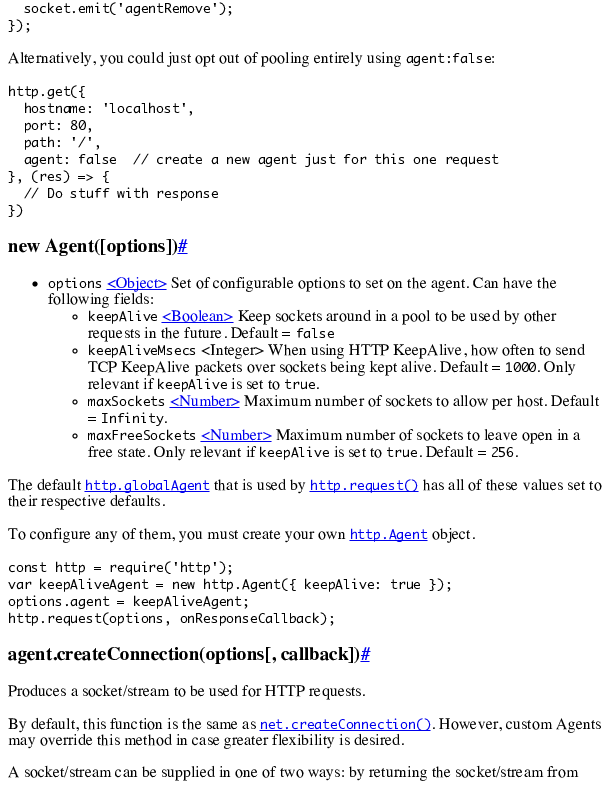 socket.emit('agentRemove');
});
Alternatively, you could just opt out of pooling entirely using agent:false:
http.get({
  hostname: 'localhost',
  port: 80,
  path: '/',
  agent: false  // create a new agent just for this one request
}, (res) => {
  // Do stuff with response
})
new Agent([options])#
• options <Object> Set of configurable options to set on the agent. Can have the
following fields:
◦ keepAlive <Boolean> Keep sockets around in a pool to be used by other
requests in the future. Default = false
◦ keepAliveMsecs <Integer> When using HTTP KeepAlive, how often to send
TCP KeepAlive packets over sockets being kept alive. Default = 1000. Only
relevant if keepAlive is set to true.
◦ maxSockets <Number> Maximum number of sockets to allow per host. Default
= Infinity.
◦ maxFreeSockets <Number> Maximum number of sockets to leave open in a
free state. Only relevant if keepAlive is set to true. Default = 256.
The default http.globalAgent that is used by http.request() has all of these values set to
their respective defaults.
To configure any of them, you must create your own http.Agent object.
const http = require('http');
var keepAliveAgent = new http.Agent({ keepAlive: true });
options.agent = keepAliveAgent;
http.request(options, onResponseCallback);
agent.createConnection(options[, callback])#
Produces a socket/stream to be used for HTTP requests.
By default, this function is the same as net.createConnection(). However, custom Agents
may override this method in case greater flexibility is desired.
A socket/stream can be supplied in one of two ways: by returning the socket/stream from